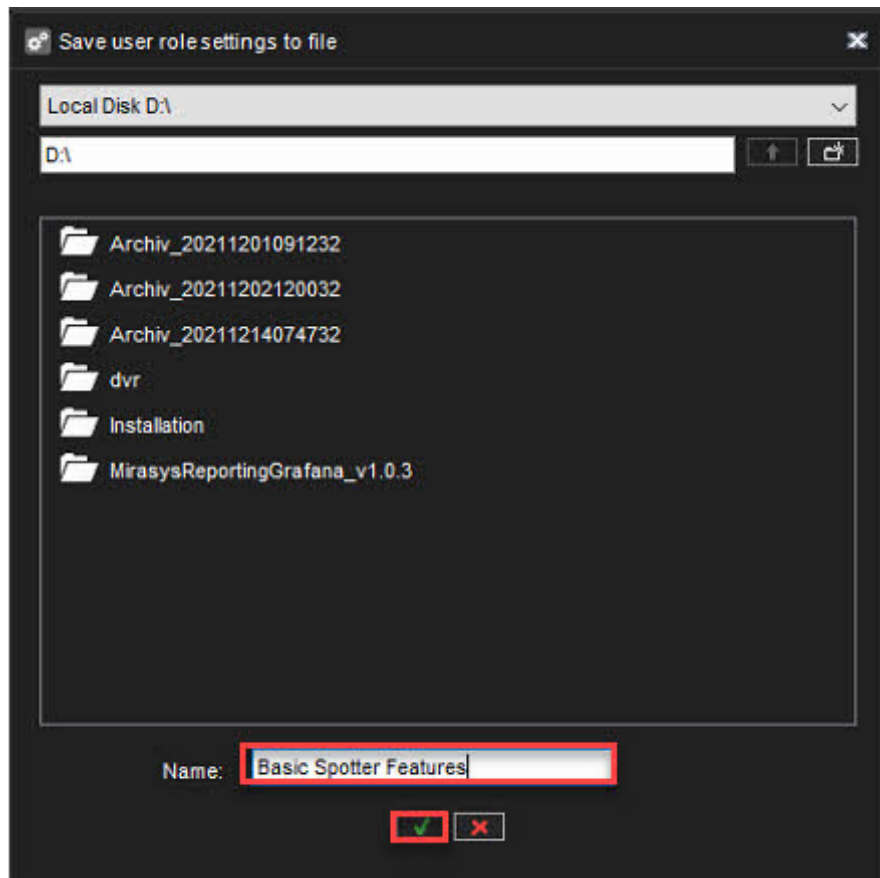 Save user role settings to file
Local Disk D:\
D:\
Archiv_20211201091232
Archiv_20211202120032
Archiv_20211214074732
dvr
Installation
MirasysReportingGrafana_v1.0.3
Name: Basic Spotter Features